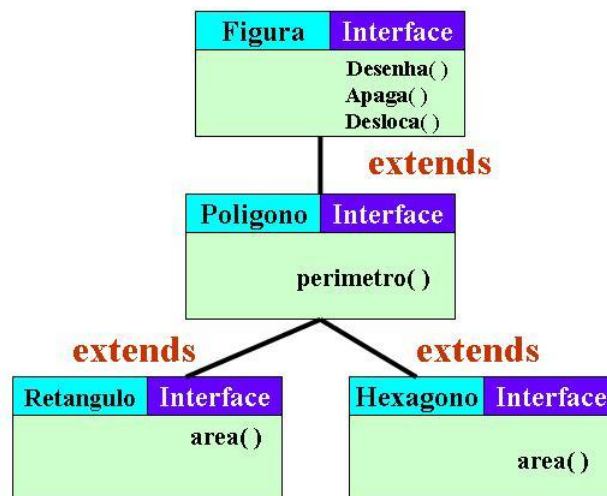 Figura Interface
Desenha( )
Apaga( )
Desloca( )
extends
Poligono Interface
perimetro( )
extends extends
Retangulo Interface Hexagono Interface
area( )
area( )